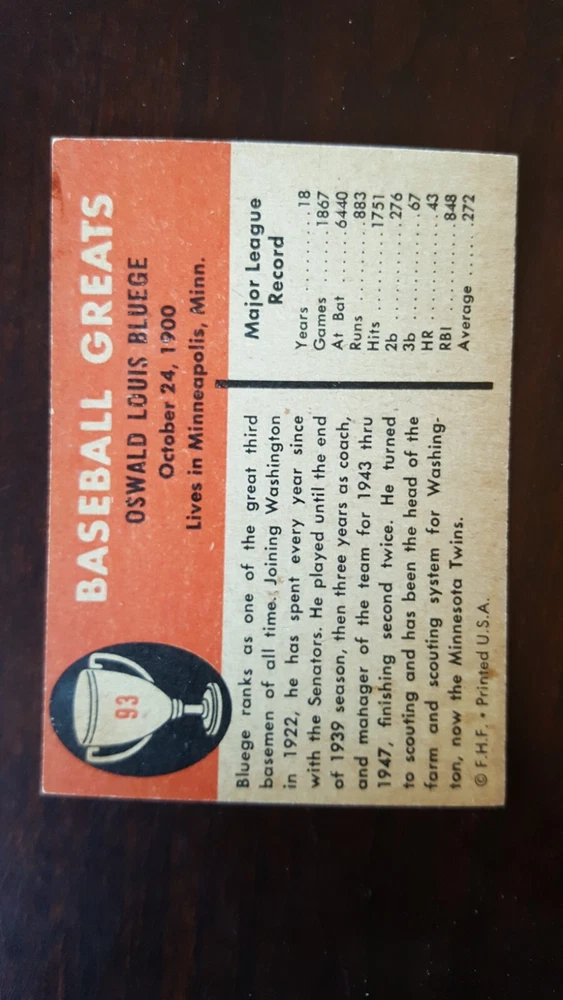 93
BASEBALL GREATS
OSWALD LOUIS BLUEGE
October 24, 1900
Lives in Minneapolis, Minn.
Bluege ranks as one of the great third
basemen of all time. Joining Washington
in 1922, he has spent every year since
with the Senators. He played until the end
of 1939 season, then three years as coach,
and manager of the team for 1943 thru
1947, finishing second twice. He turned
to scouting and has been the head of the
farm and scouting system for Washing-
ton, now the Minnesota Twins.
© F.H.F. • Printed U.S.A.
Major League
Record
Years ..........18
Games ......1867
At Bat ......6440
Runs ........883
Hits ........1751
2b ..........276
3b ..........67
HR ..........43
RBI ..........848
Average ......272